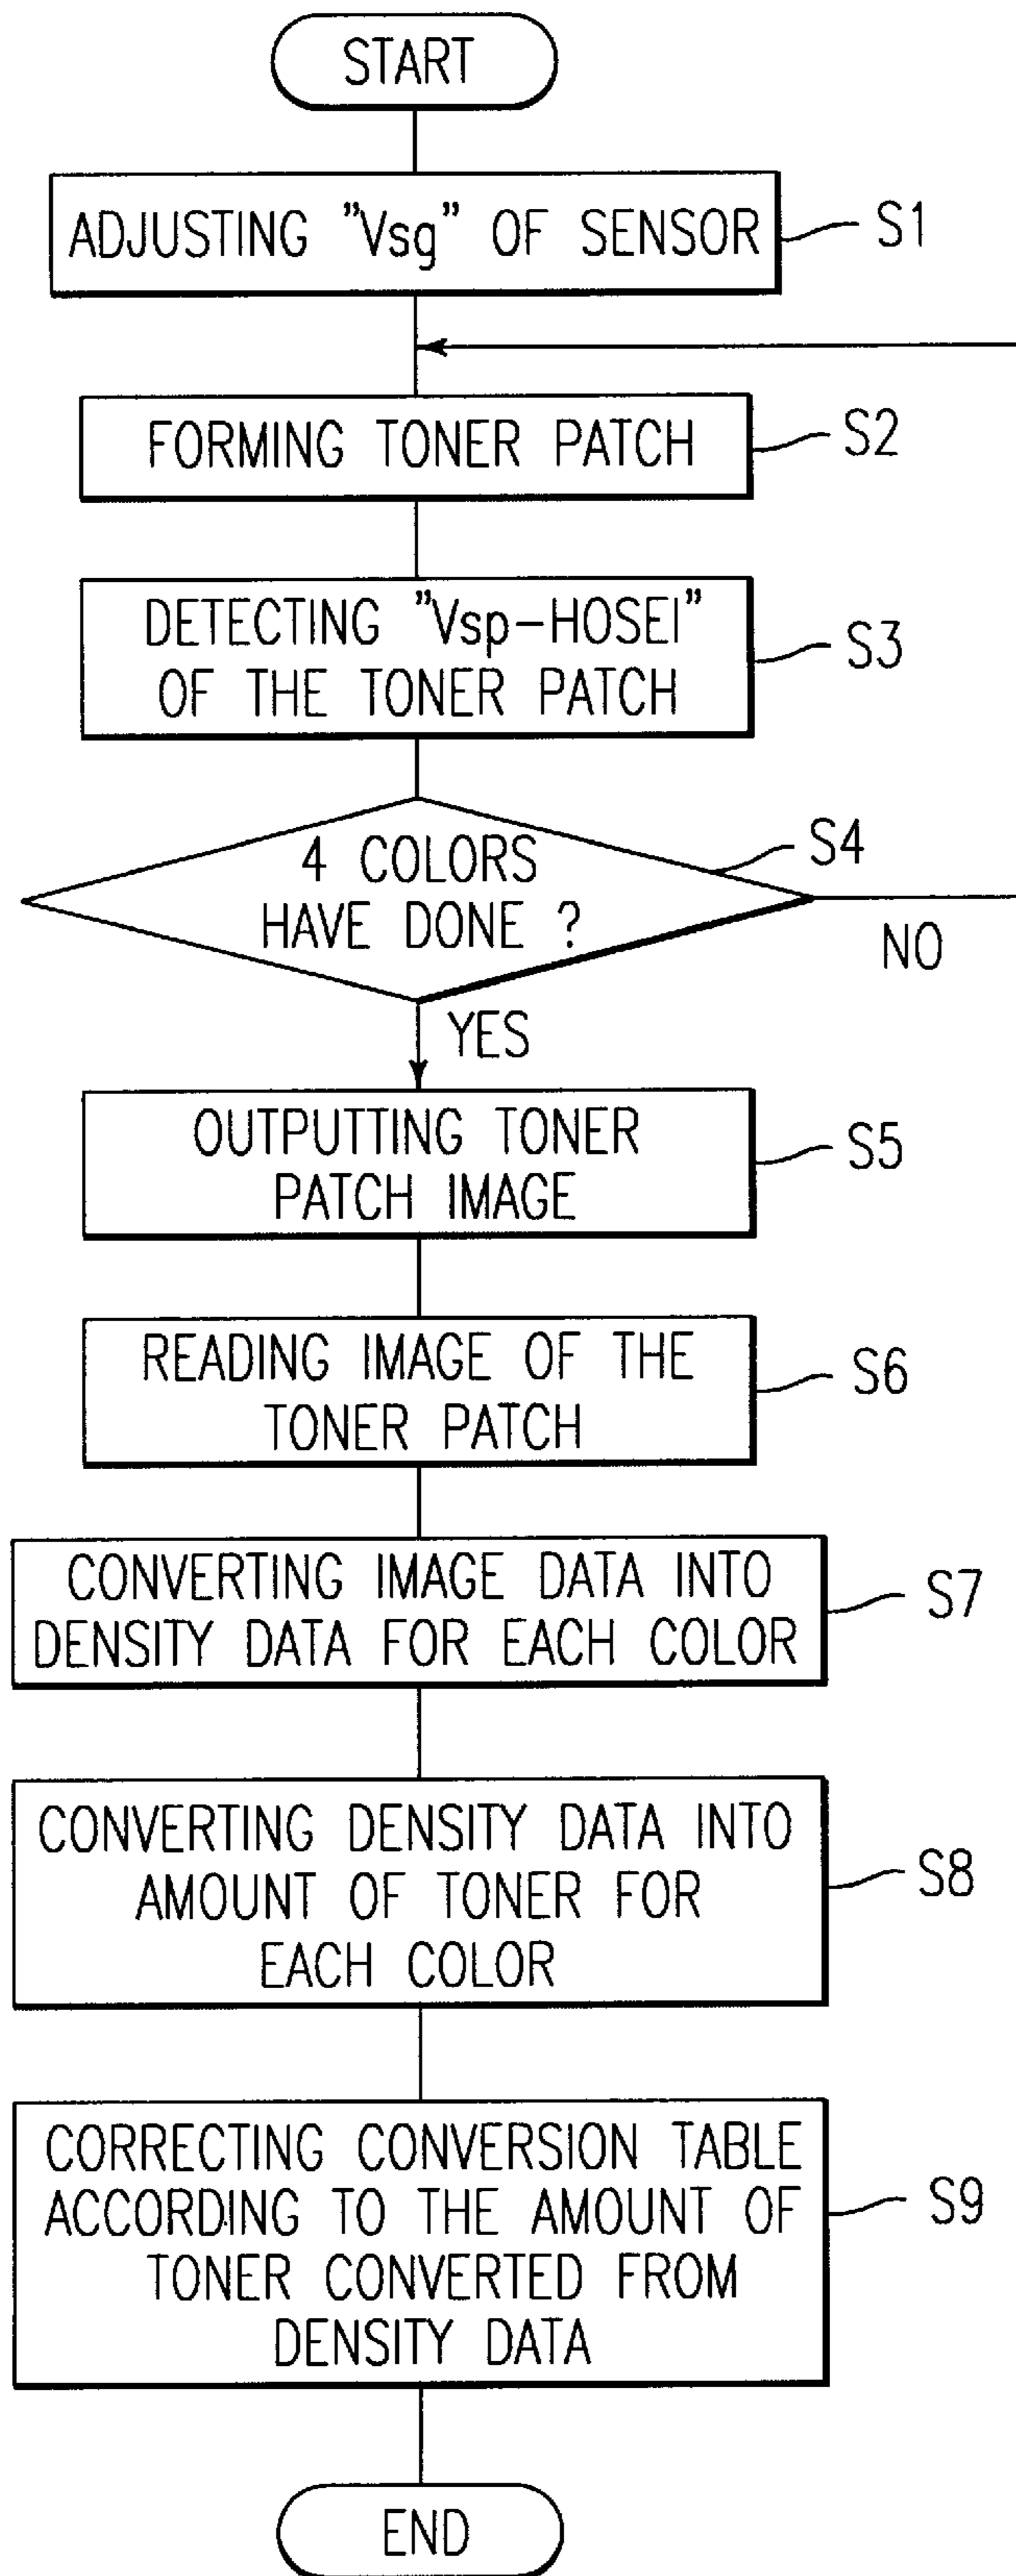 START
ADJUSTING "Vsg" OF SENSOR
S1
FORMING TONER PATCH
S2
DETECTING "Vsp-HOSEI"
OF THE TONER PATCH
S3
4 COLORS
HAVE DONE ?
S4
NO
YES
OUTPUTTING TONER
PATCH IMAGE
S5
READING IMAGE OF THE
TONER PATCH
S6
CONVERTING IMAGE DATA INTO
DENSITY DATA FOR EACH COLOR
S7
CONVERTING DENSITY DATA INTO
AMOUNT OF TONER FOR
EACH COLOR
S8
CORRECTING CONVERSION TABLE
ACCORDING TO THE AMOUNT OF
TONER CONVERTED FROM
DENSITY DATA
S9
END